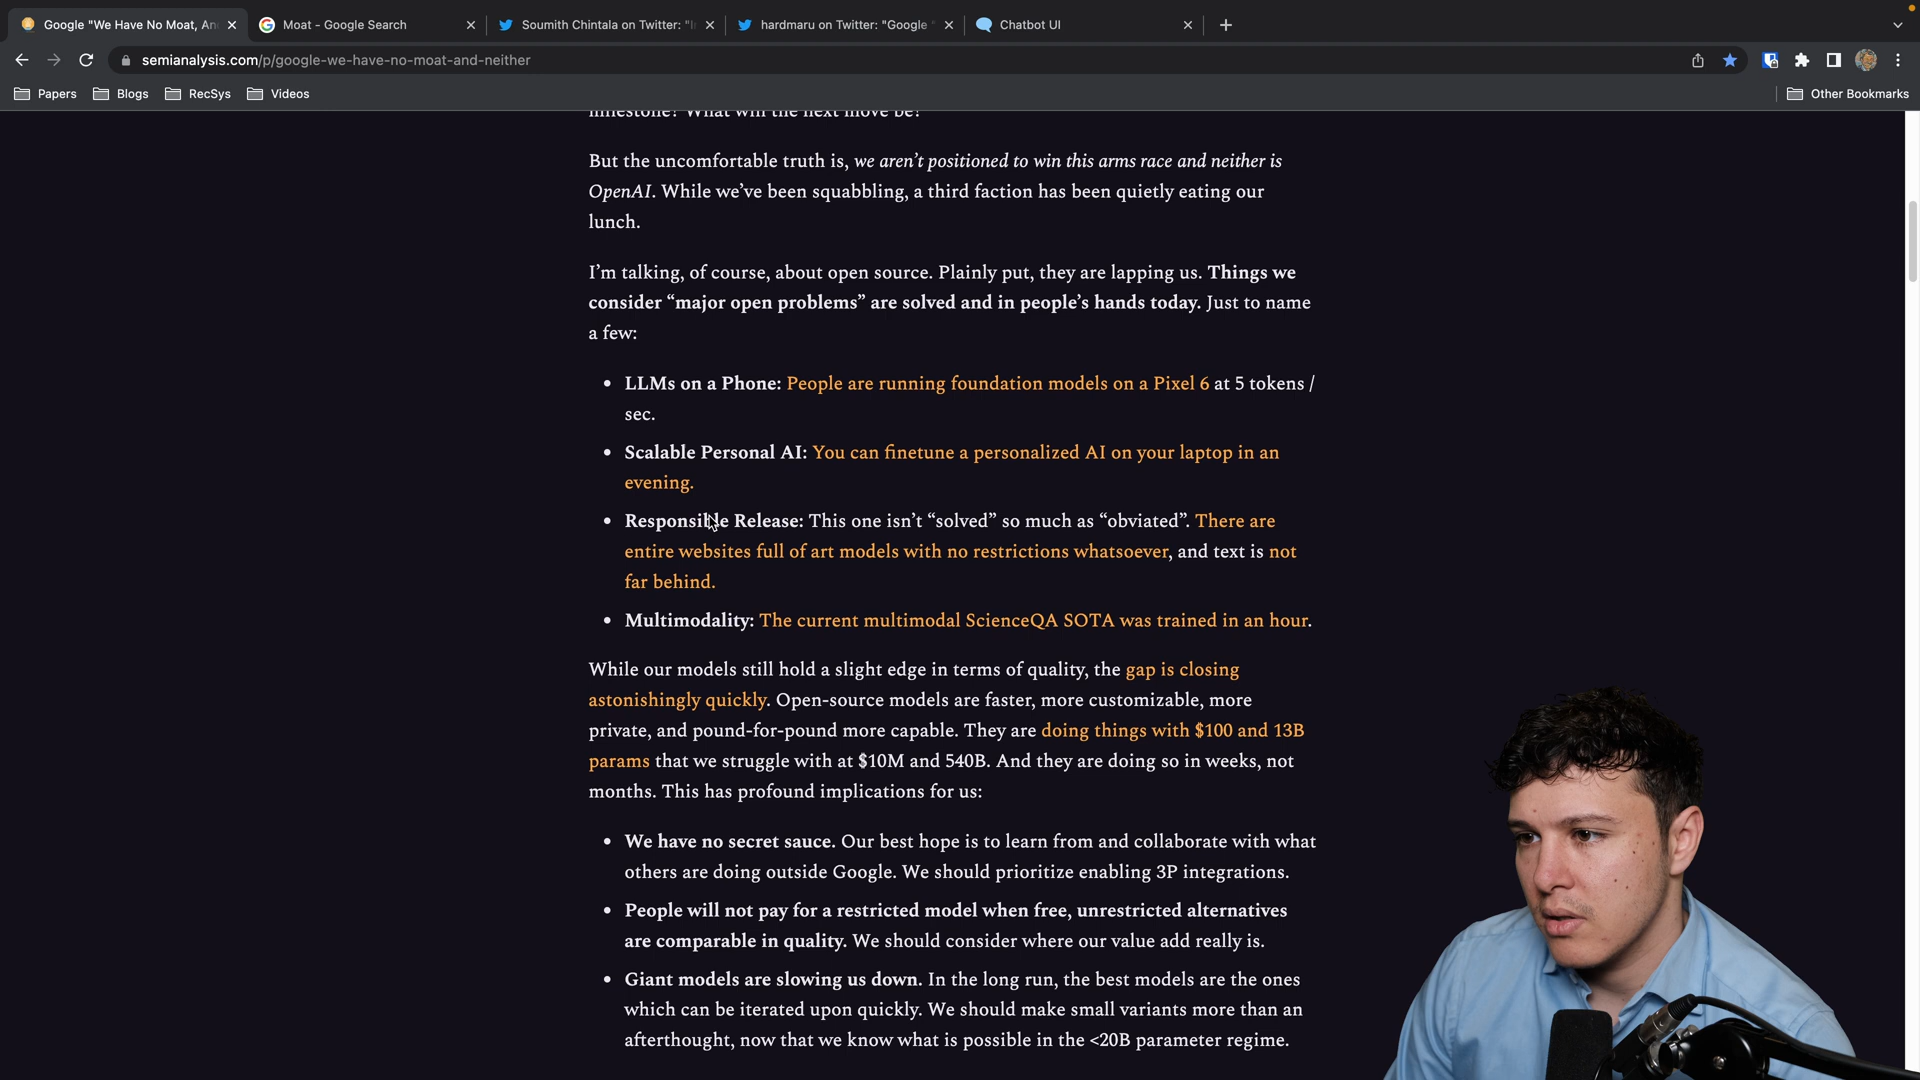 Google "We Have No Moat, An
Moat - Google Search
Soumith Chintala on Twitter: "I
hardmaru on Twitter: "Google "
Chatbot UI
semianalysis.com/p/google-we-have-no-moat-and-neither
Papers
Blogs
RecSys
Videos
Other Bookmarks
milestone? What will the next move be?
But the uncomfortable truth is, we aren’t positioned to win this arms race and neither is
OpenAI. While we’ve been squabbling, a third faction has been quietly eating our
lunch.
I’m talking, of course, about open source. Plainly put, they are lapping us. Things we
consider “major open problems” are solved and in people’s hands today. Just to name
a few:
• LLMs on a Phone: People are running foundation models on a Pixel 6 at 5 tokens /
sec.
• Scalable Personal AI: You can finetune a personalized AI on your laptop in an
evening.
• Responsible Release: This one isn’t “solved” so much as “obviated”. There are
entire websites full of art models with no restrictions whatsoever, and text is not
far behind.
• Multimodality: The current multimodal ScienceQA SOTA was trained in an hour.
While our models still hold a slight edge in terms of quality, the gap is closing
astonishingly quickly. Open-source models are faster, more customizable, more
private, and pound-for-pound more capable. They are doing things with $100 and 13B
params that we struggle with at $10M and 540B. And they are doing so in weeks, not
months. This has profound implications for us:
• We have no secret sauce. Our best hope is to learn from and collaborate with what
others are doing outside Google. We should prioritize enabling 3P integrations.
• People will not pay for a restricted model when free, unrestricted alternatives
are comparable in quality. We should consider where our value add really is.
• Giant models are slowing us down. In the long run, the best models are the ones
which can be iterated upon quickly. We should make small variants more than an
afterthought, now that we know what is possible in the <20B parameter regime.